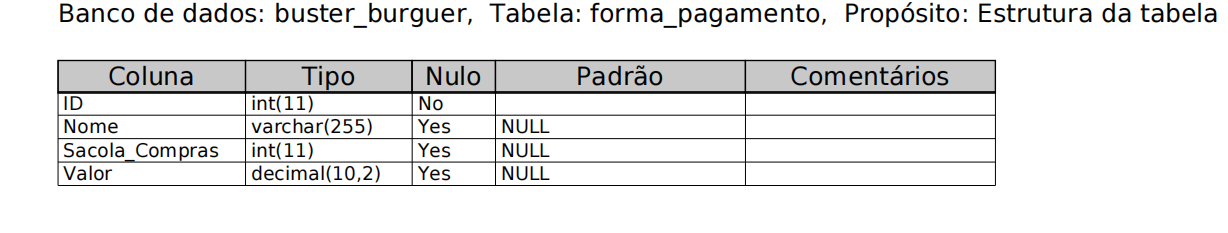 Banco de dados: buster_burguer, Tabela: forma_pagamento, Propósito: Estrutura da tabela
Coluna Tipo Nulo Padrão Comentários
ID int(11) No
Nome varchar(255) Yes NULL
Sacola_Compras int(11) Yes NULL
Valor decimal(10,2) Yes NULL